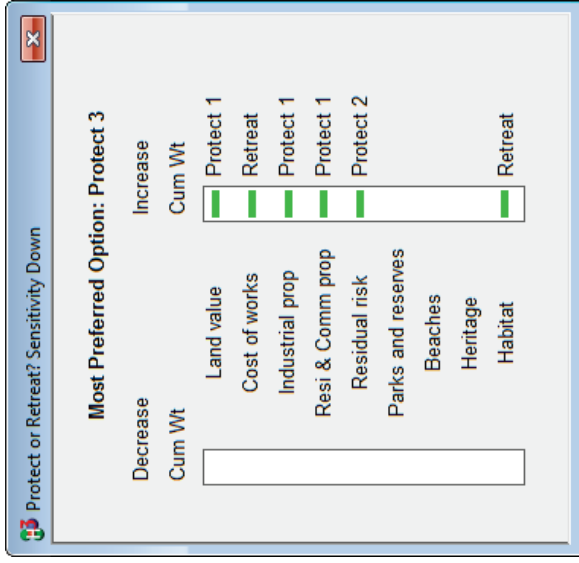 Protect or Retreat? Sensitivity Down
Most Preferred Option: Protect 3
Decrease Increase
Cum Wt Cum Wt
Land value Protect 1
Cost of works Retreat
Industrial prop Protect 1
Resi & Comm prop Protect 1
Residual risk Protect 2
Parks and reserves
Beaches
Heritage
Habitat Retreat